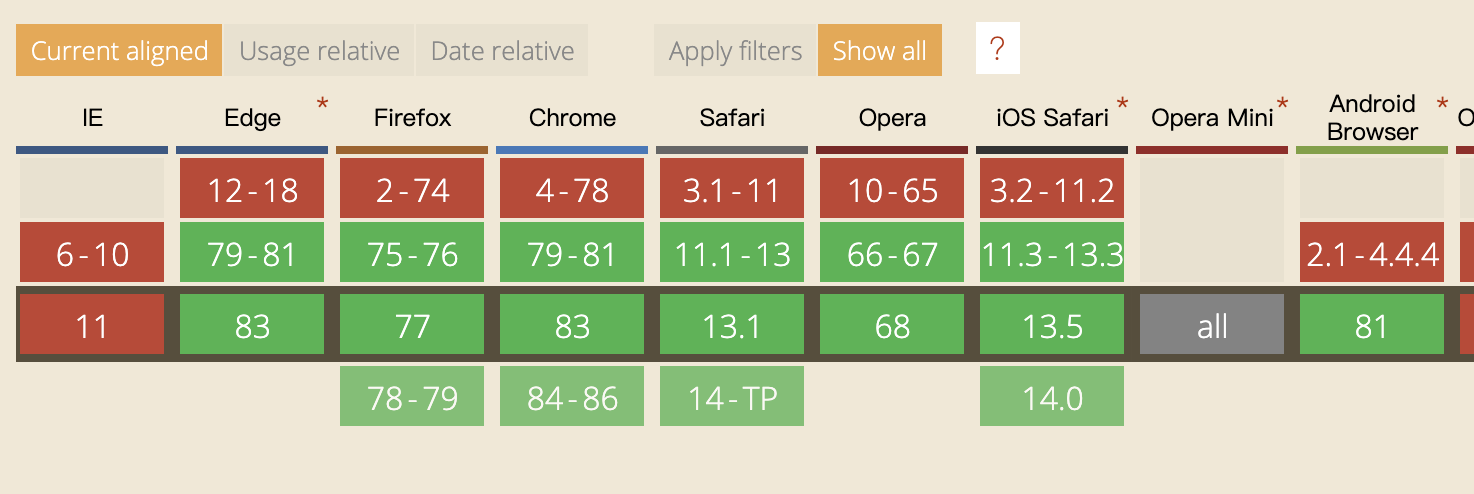 Current aligned Usage relative Date relative Apply filters Show all ?
IE Edge * Firefox Chrome Safari Opera iOS Safari * Opera Mini * Android Browser * O
12-18 2-74 4-78 3.1-11 10-65 3.2-11.2
6-10 79-81 75-76 79-81 11.1-13 66-67 11.3-13.3 2.1-4.4.4
11 83 77 83 13.1 68 13.5 all 81
78-79 84-86 14-TP 14.0